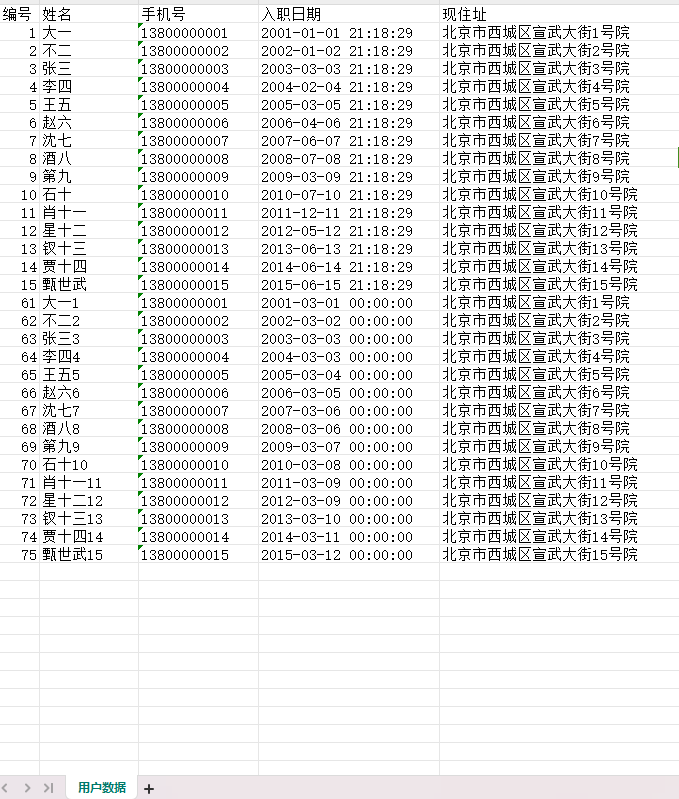 编号 姓名 手机号 入职日期 现住址
1 大一 13800000001 2001-01-01 21:18:29 北京市西城区宣武大街1号院
2 不二 13800000002 2002-01-02 21:18:29 北京市西城区宣武大街2号院
3 张三 13800000003 2003-03-03 21:18:29 北京市西城区宣武大街3号院
4 李四 13800000004 2004-02-04 21:18:29 北京市西城区宣武大街4号院
5 王五 13800000005 2005-03-05 21:18:29 北京市西城区宣武大街5号院
6 赵六 13800000006 2006-04-06 21:18:29 北京市西城区宣武大街6号院
7 沈七 13800000007 2007-06-07 21:18:29 北京市西城区宣武大街7号院
8 酒八 13800000008 2008-07-08 21:18:29 北京市西城区宣武大街8号院
9 第九 13800000009 2009-03-09 21:18:29 北京市西城区宣武大街9号院
10 石十 13800000010 2010-07-10 21:18:29 北京市西城区宣武大街10号院
11 肖十一 13800000011 2011-12-11 21:18:29 北京市西城区宣武大街11号院
12 星十二 13800000012 2012-05-12 21:18:29 北京市西城区宣武大街12号院
13 钗十三 13800000013 2013-06-13 21:18:29 北京市西城区宣武大街13号院
14 贾十四 13800000014 2014-06-14 21:18:29 北京市西城区宣武大街14号院
15 甄世武 13800000015 2015-06-15 21:18:29 北京市西城区宣武大街15号院
61 大一1 13800000001 2001-03-01 00:00:00 北京市西城区宣武大街1号院
62 不二2 13800000002 2002-03-02 00:00:00 北京市西城区宣武大街2号院
63 张三3 13800000003 2003-03-03 00:00:00 北京市西城区宣武大街3号院
64 李四4 13800000004 2004-03-03 00:00:00 北京市西城区宣武大街4号院
65 王五5 13800000005 2005-03-04 00:00:00 北京市西城区宣武大街5号院
66 赵六6 13800000006 2006-03-05 00:00:00 北京市西城区宣武大街6号院
67 沈七7 13800000007 2007-03-06 00:00:00 北京市西城区宣武大街7号院
68 酒八8 13800000008 2008-03-06 00:00:00 北京市西城区宣武大街8号院
69 第九9 13800000009 2009-03-07 00:00:00 北京市西城区宣武大街9号院
70 石十10 13800000010 2010-03-08 00:00:00 北京市西城区宣武大街10号院
71 肖十一11 13800000011 2011-03-09 00:00:00 北京市西城区宣武大街11号院
72 星十二12 13800000012 2012-03-09 00:00:00 北京市西城区宣武大街12号院
73 钗十三13 13800000013 2013-03-10 00:00:00 北京市西城区宣武大街13号院
74 贾十四14 13800000014 2014-03-11 00:00:00 北京市西城区宣武大街14号院
75 甄世武15 13800000015 2015-03-12 00:00:00 北京市西城区宣武大街15号院
用户数据